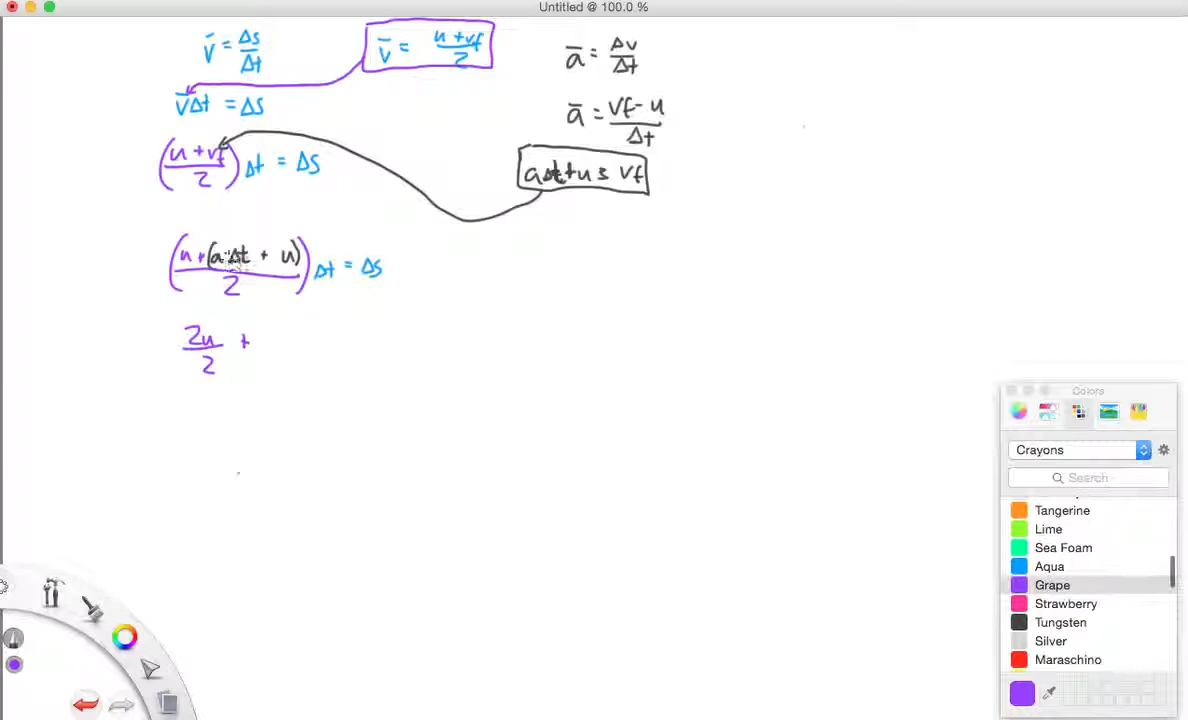 Untitled @ 100.0 %
v̄ = Δs/Δt
v̄ = (u+vf)/2
ā = Δv/Δt
v̄Δt = Δs
ā = (vf - u)/Δt
((u + vf)/2) Δt = Δs
aΔt + u = vf
((u + (a·Δt + u))/2) Δt = Δs
2u/2 +
Colors
Crayons
Search
Tangerine
Lime
Sea Foam
Aqua
Grape
Strawberry
Tungsten
Silver
Maraschino